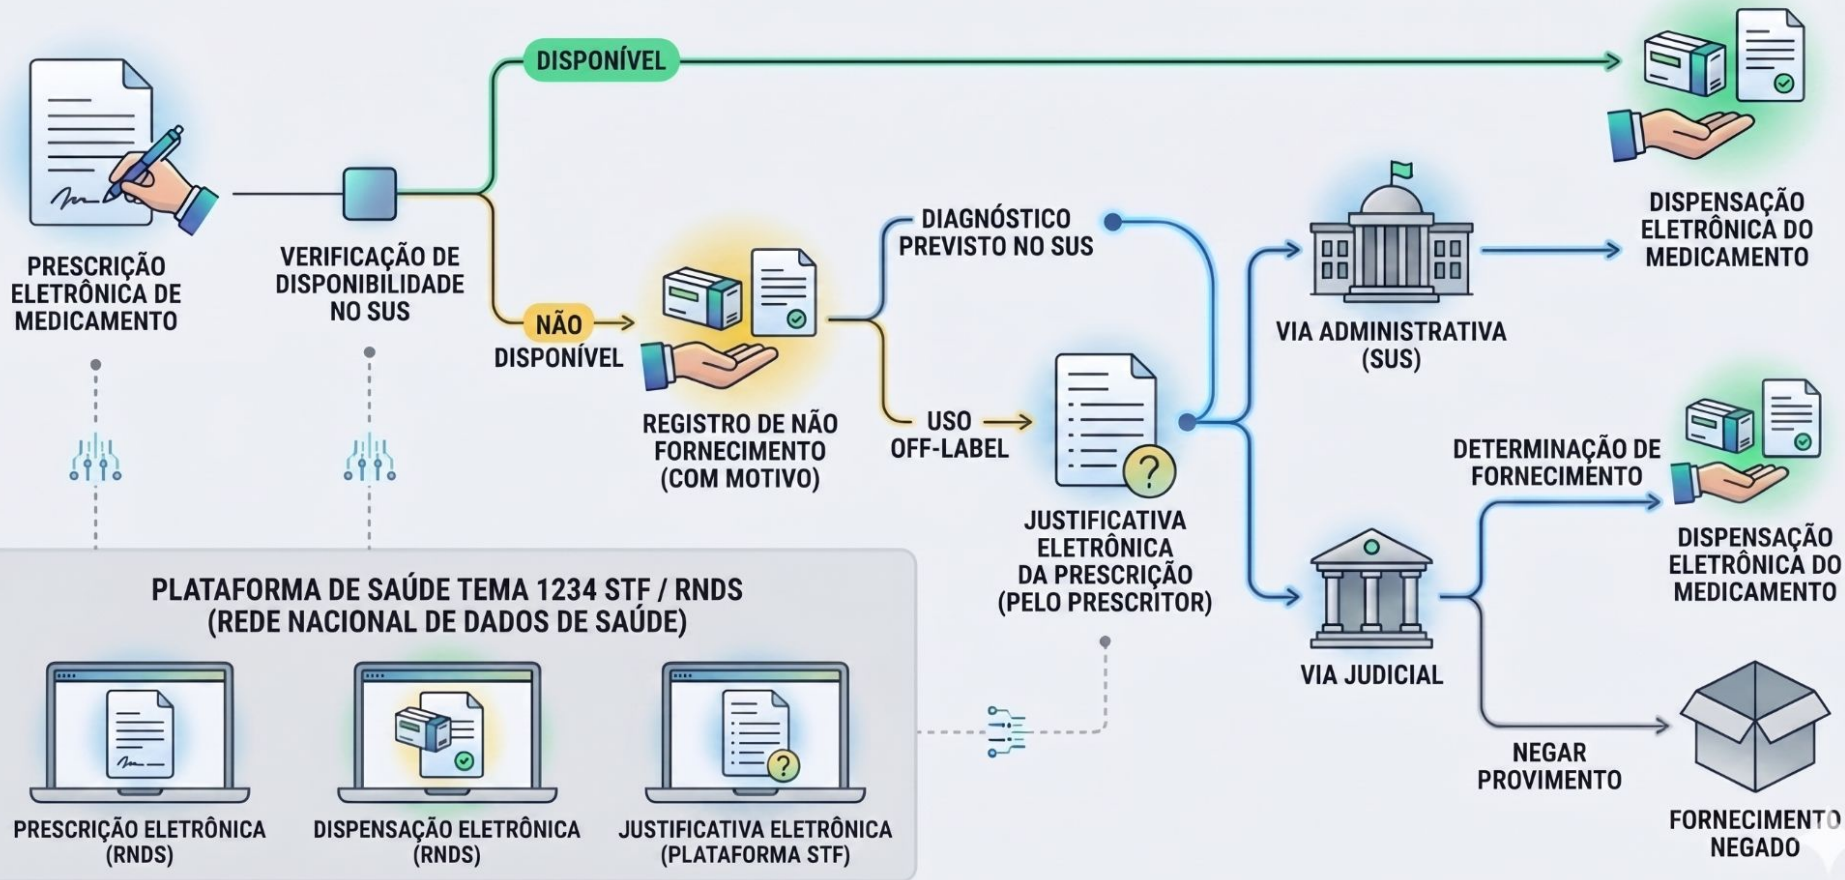 DISPONÍVEL
PRESCRIÇÃO
ELETRÔNICA DE
MEDICAMENTO
VERIFICAÇÃO DE
DISPONIBILIDADE
NO SUS
NÃO
DISPONÍVEL
REGISTRO DE NÃO
FORNECIMENTO
(COM MOTIVO)
DIAGNÓSTICO
PREVISTO NO SUS
USO
OFF-LABEL
?
JUSTIFICATIVA
ELETRÔNICA
DA PRESCRIÇÃO
(PELO PRESCRITOR)
VIA ADMINISTRATIVA
(SUS)
DISPENSAÇÃO
ELETRÔNICA DO
MEDICAMENTO
VIA JUDICIAL
DETERMINAÇÃO DE
FORNECIMENTO
DISPENSAÇÃO
ELETRÔNICA DO
MEDICAMENTO
NEGAR
PROVIMENTO
FORNECIMENTO
NEGADO
PLATAFORMA DE SAÚDE TEMA 1234 STF / RNDS
(REDE NACIONAL DE DADOS DE SAÚDE)
?
PRESCRIÇÃO ELETRÔNICA
(RNDS)
DISPENSAÇÃO ELETRÔNICA
(RNDS)
JUSTIFICATIVA ELETRÔNICA
(PLATAFORMA STF)